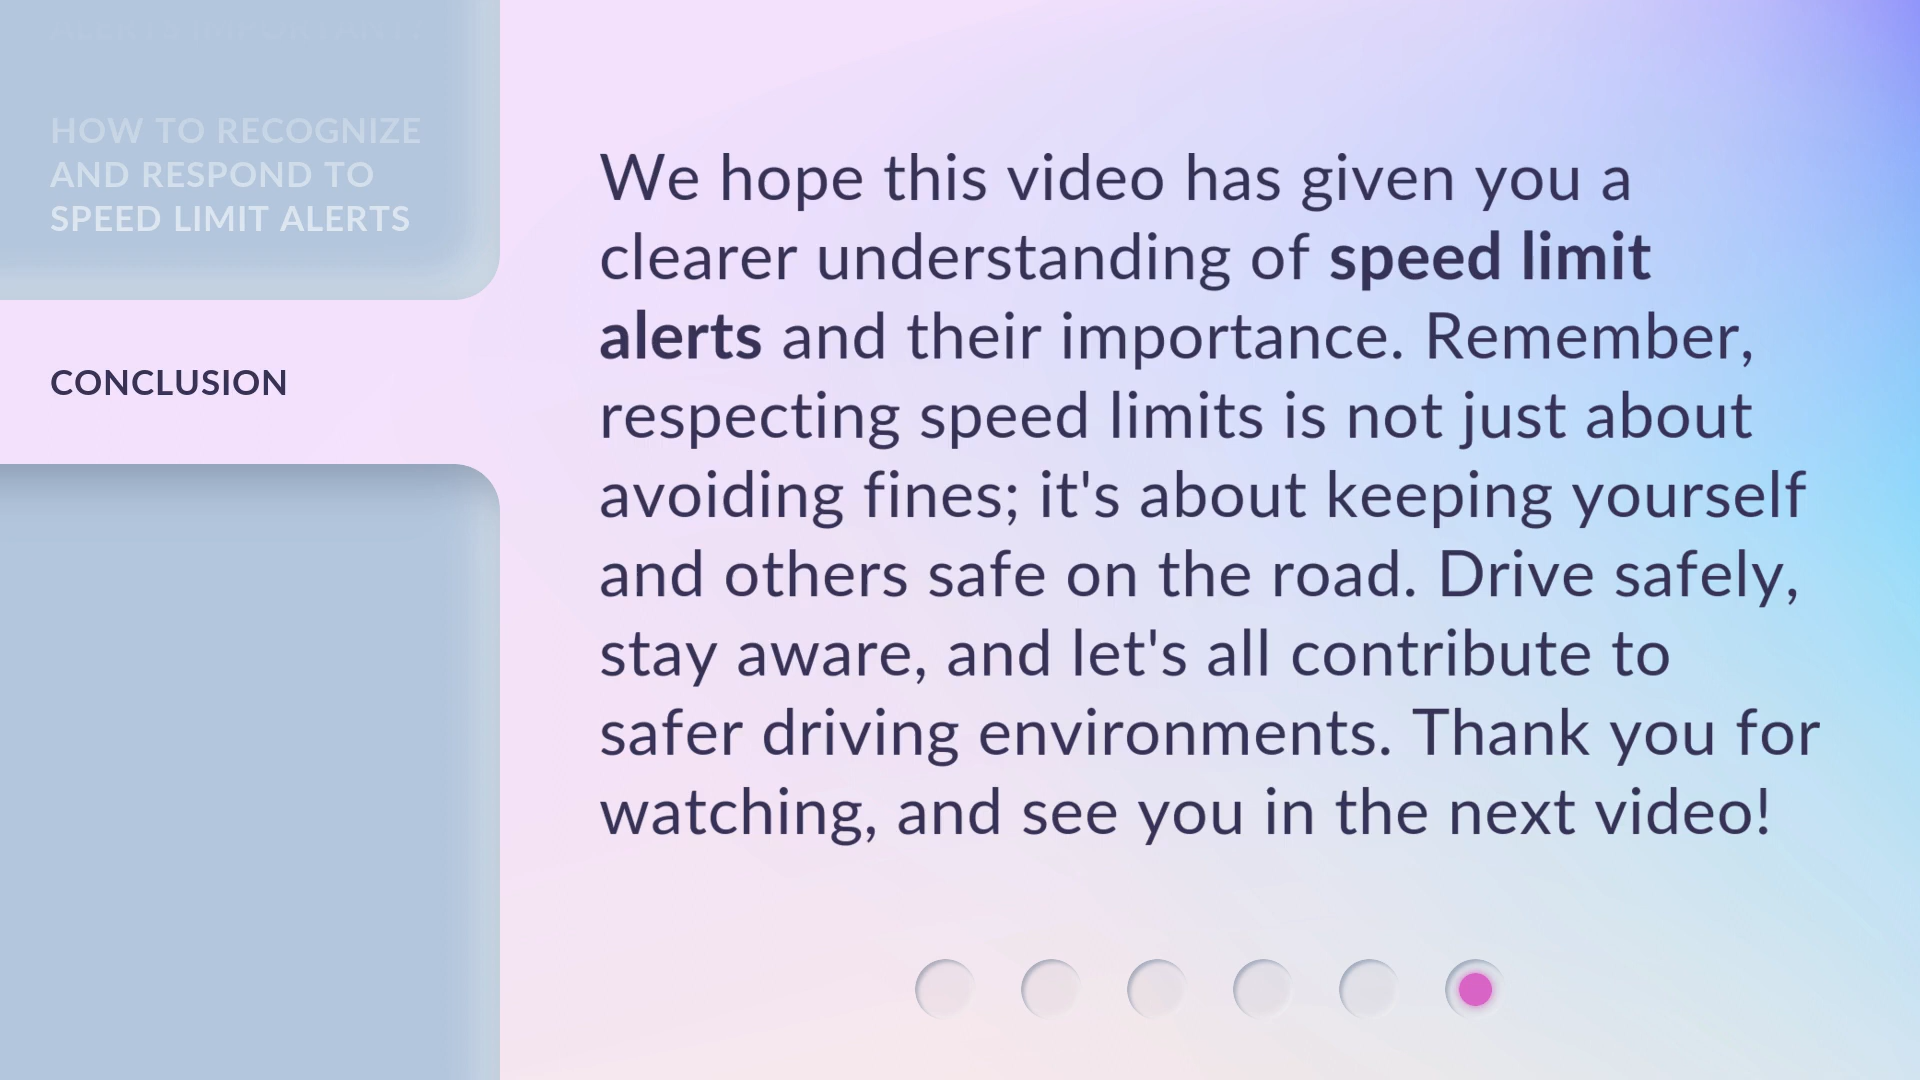 HOW TO RECOGNIZE
AND RESPOND TO
SPEED LIMIT ALERTS
CONCLUSION
We hope this video has given you a
clearer understanding of speed limit
alerts and their importance. Remember,
respecting speed limits is not just about
avoiding fines; it's about keeping yourself
and others safe on the road. Drive safely,
stay aware, and let's all contribute to
safer driving environments. Thank you for
watching, and see you in the next video!